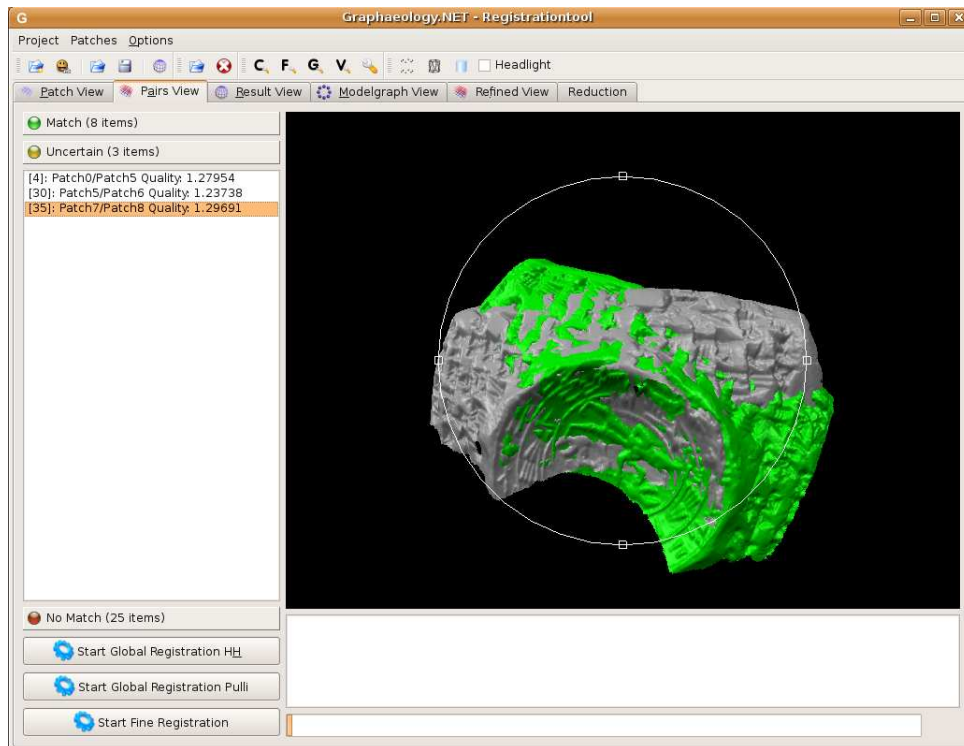 G
Graphaeology.NET - Registrationtool
Project Patches Options
C F G V Headlight
Patch View Pairs View Result View Modelgraph View Refined View Reduction
Match (8 items)
Uncertain (3 items)
[4]: Patch0/Patch5 Quality: 1.27954
[30]: Patch5/Patch6 Quality: 1.23738
[35]: Patch7/Patch8 Quality: 1.29691
No Match (25 items)
Start Global Registration HH
Start Global Registration Pulli
Start Fine Registration